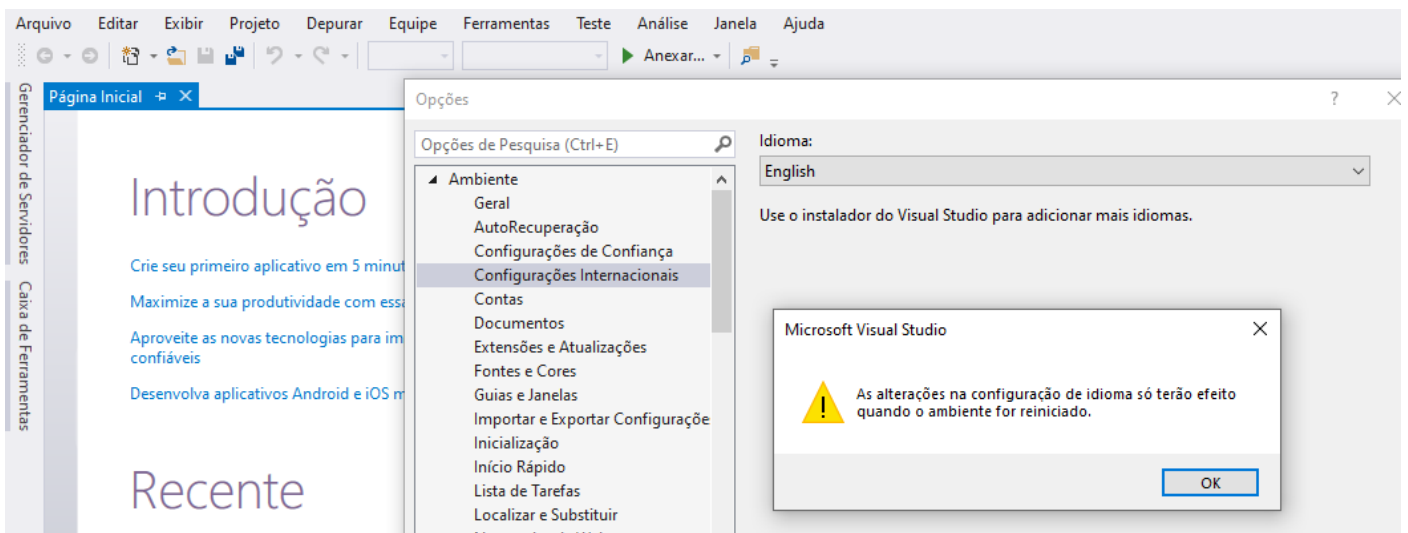 Arquivo Editar Exibir Projeto Depurar Equipe Ferramentas Teste Análise Janela Ajuda
Anexar...
Gerenciador de Servidores
Caixa de Ferramentas
Página Inicial
Introdução
Crie seu primeiro aplicativo em 5 minut
Maximize a sua produtividade com essa
Aproveite as novas tecnologias para im
confiáveis
Desenvolva aplicativos Android e iOS m
Recente
Opções
?
Opções de Pesquisa (Ctrl+E)
Ambiente
Geral
AutoRecuperação
Configurações de Confiança
Configurações Internacionais
Contas
Documentos
Extensões e Atualizações
Fontes e Cores
Guias e Janelas
Importar e Exportar Configuraçõe
Inicialização
Início Rápido
Lista de Tarefas
Localizar e Substituir
Idioma:
English
Use o instalador do Visual Studio para adicionar mais idiomas.
Microsoft Visual Studio
As alterações na configuração de idioma só terão efeito
quando o ambiente for reiniciado.
OK